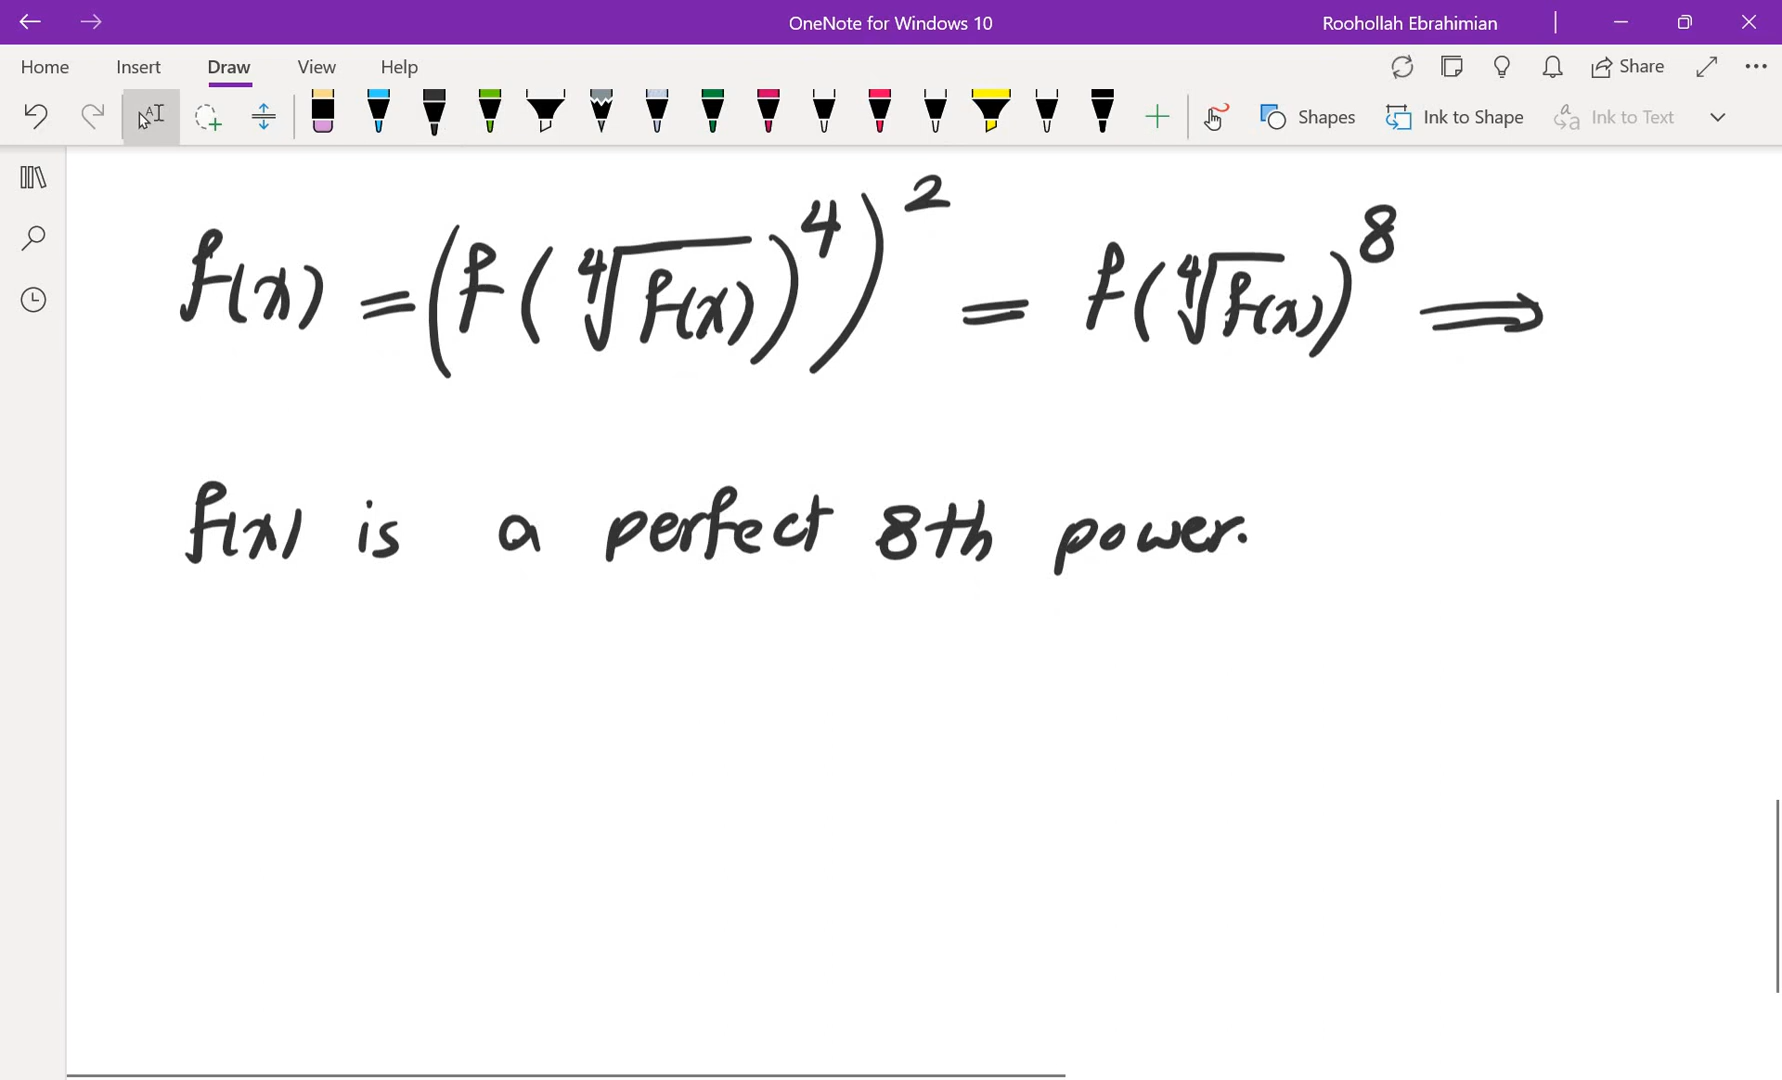 OneNote for Windows 10
Roohollah Ebrahimian
Home Insert Draw View Help
Share
Shapes
Ink to Shape
Ink to Text
f(x) = (f(∜f(x))⁴)² = f(∜f(x))⁸ ⟹
f(x) is a perfect 8th power.